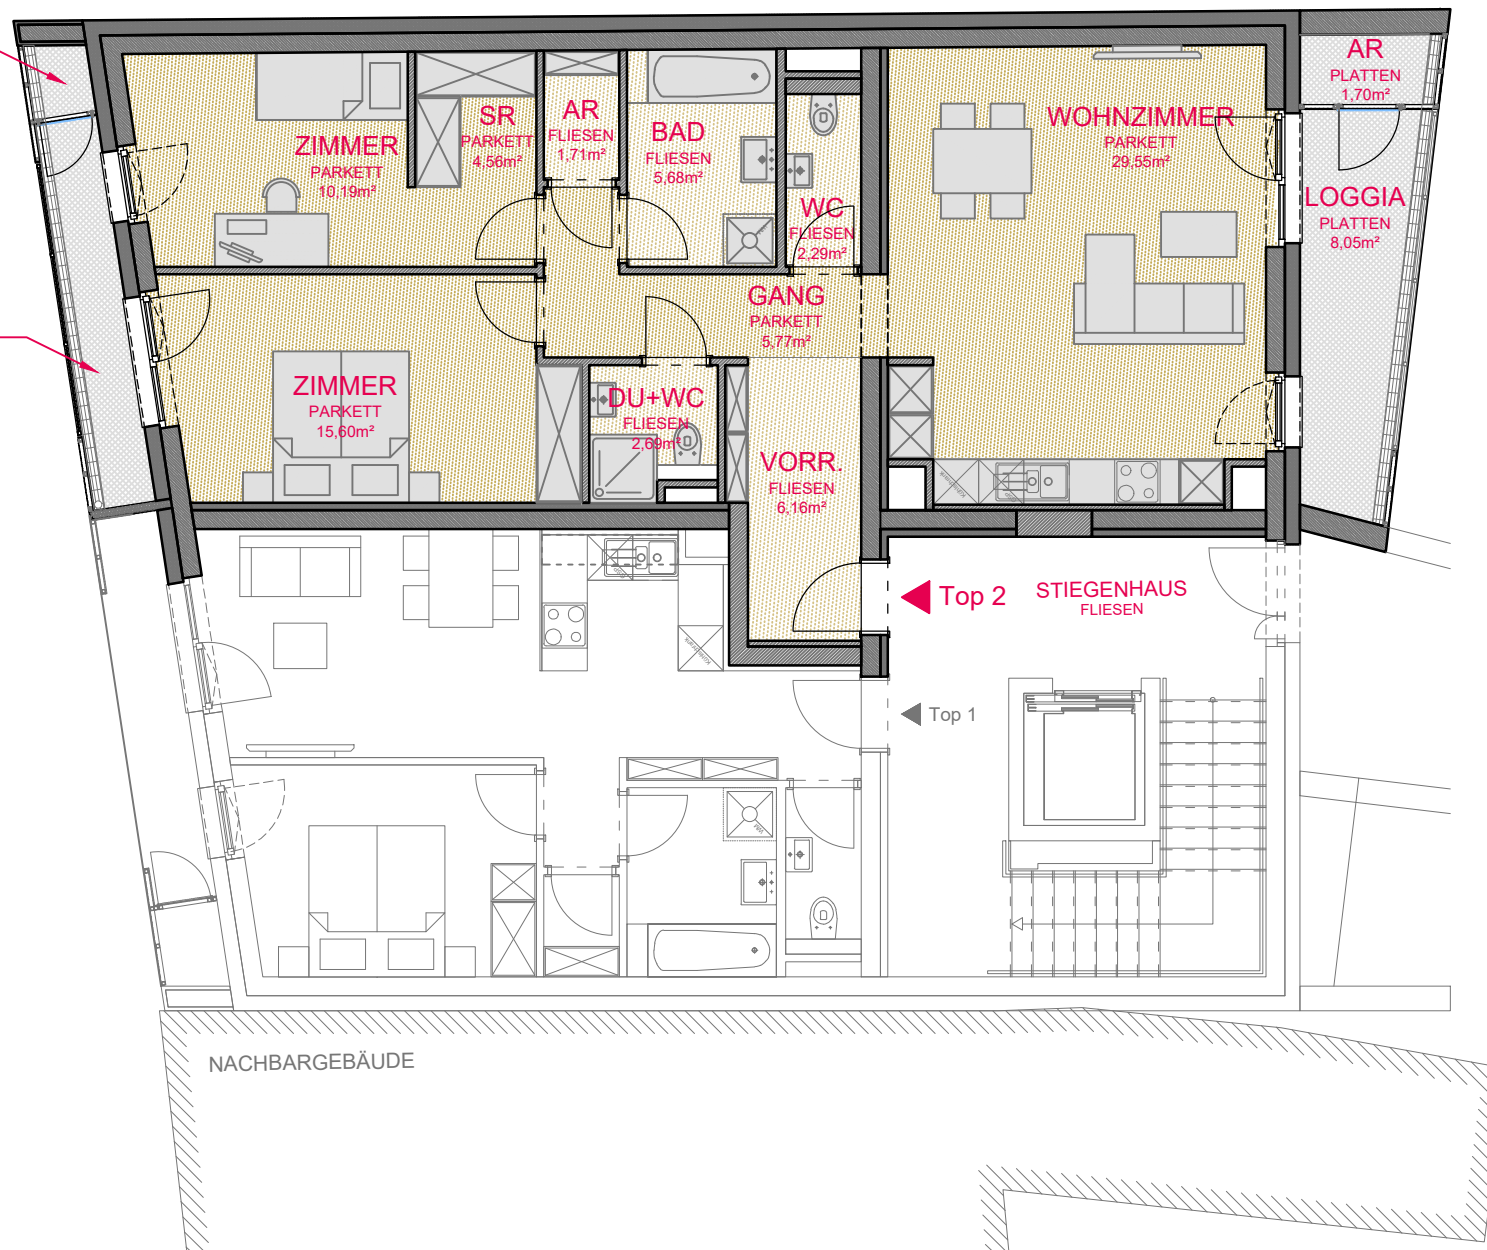 AR
PLATTEN
1,70m²
ZIMMER
PARKETT
10,19m²
SR
PARKETT
4,56m²
AR
FLIESEN
1,71m²
BAD
FLIESEN
5,68m²
WC
FLIESEN
2,29m²
WOHNZIMMER
PARKETT
29,55m²
LOGGIA
PLATTEN
8,05m²
GANG
PARKETT
5,77m²
ZIMMER
PARKETT
15,60m²
DU+WC
FLIESEN
2,69m²
VORR.
FLIESEN
6,16m²
Top 2
STIEGENHAUS
FLIESEN
Top 1
NACHBARGEBÄUDE